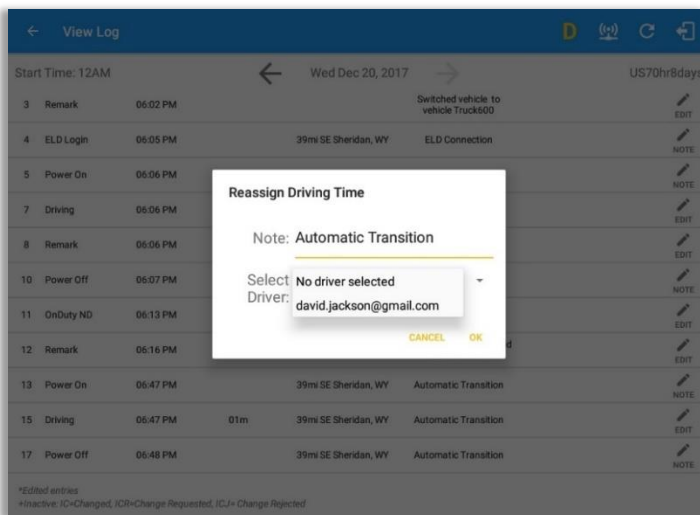 View Log
D
Start Time: 12AM
Wed Dec 20, 2017
US70hr8days
3 Remark 06:02 PM Switched vehicle to vehicle Truck600 EDIT
4 ELD Login 06:05 PM 39mi SE Sheridan, WY ELD Connection NOTE
5 Power On 06:06 PM NOTE
7 Driving 06:06 PM EDIT
8 Remark 06:06 PM EDIT
10 Power Off 06:07 PM NOTE
11 OnDuty ND 06:13 PM EDIT
12 Remark 06:16 PM EDIT
13 Power On 06:47 PM 39mi SE Sheridan, WY Automatic Transition NOTE
15 Driving 06:47 PM 01m 39mi SE Sheridan, WY Automatic Transition EDIT
17 Power Off 06:48 PM 39mi SE Sheridan, WY Automatic Transition NOTE
*Edited entries
+Inactive: IC=Changed, ICR=Change Requested, ICJ= Change Rejected
Reassign Driving Time
Note: Automatic Transition
Select Driver:
No driver selected
david.jackson@gmail.com
CANCEL OK